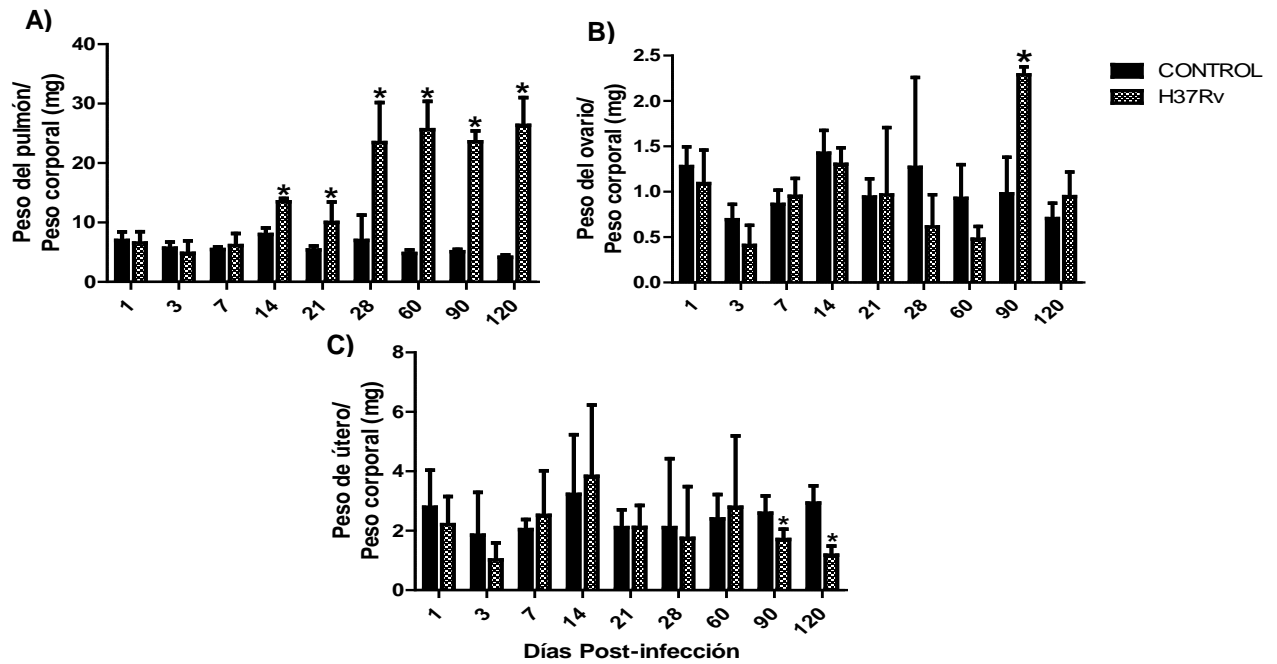 A)
Peso del pulmón/
Peso corporal (mg)
40
30
20
10
0
* * * * * *
1 3 7 14 21 28 60 90 120
B)
Peso del ovario/
Peso corporal (mg)
2.5
2.0
1.5
1.0
0.5
0.0
*
1 3 7 14 21 28 60 90 120
CONTROL
H37Rv
C)
Peso de útero/
Peso corporal (mg)
8
6
4
2
0
* *
1 3 7 14 21 28 60 90 120
Días Post-infección